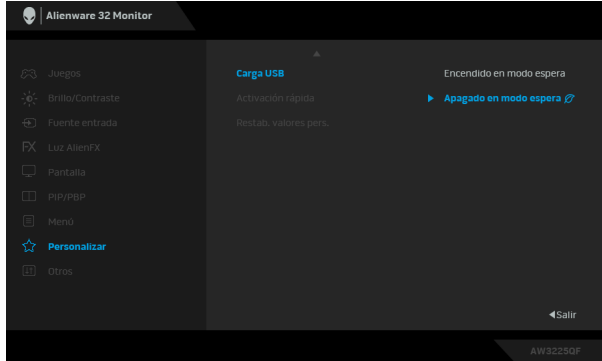 Alienware 32 Monitor
Juegos
Brillo/Contraste
Fuente entrada
Luz AlienFX
Pantalla
PIP/PBP
Menú
Personalizar
Otros
Carga USB
Activación rápida
Restab. valores pers.
Encendido en modo espera
Apagado en modo espera
Salir
AW3225QF